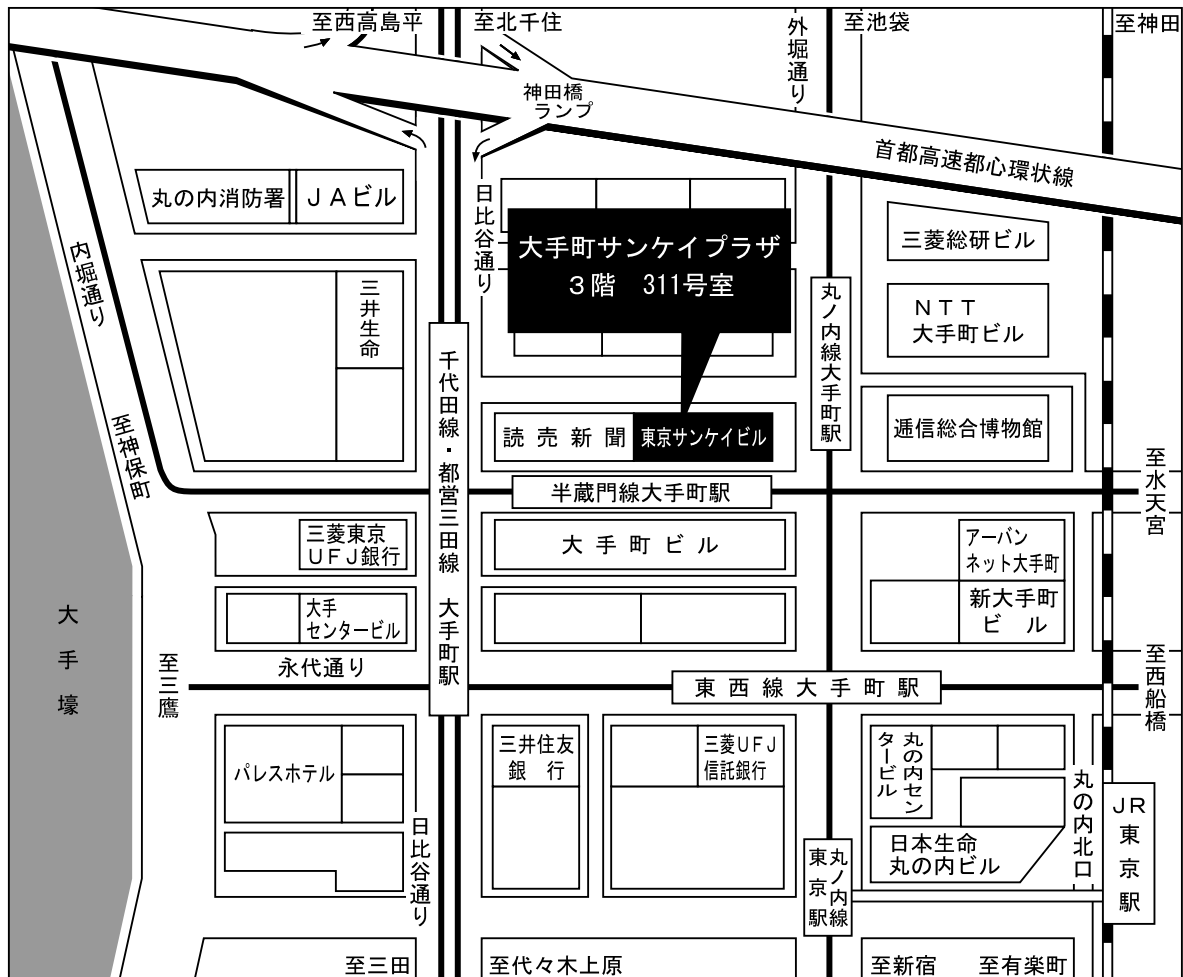 至西高島平
至北千住
外堀通り
至池袋
至神田
神田橋
ランプ
首都高速都心環状線
丸の内消防署
ＪＡビル
日比谷通り
大手町サンケイプラザ
３階　311号室
三菱総研ビル
内堀通り
三井生命
丸ノ内線大手町駅
ＮＴＴ
大手町ビル
千代田線・都営三田線　大手町駅
至神保町
読売新聞
東京サンケイビル
逓信総合博物館
半蔵門線大手町駅
至水天宮
三菱東京
ＵＦＪ銀行
大手町ビル
アーバン
ネット大手町
大手
センタービル
新大手町
ビル
大手壕
至三鷹
永代通り
東西線大手町駅
至西船橋
パレスホテル
三井住友
銀行
三菱ＵＦＪ
信託銀行
丸の内セン
タービル
丸の内北口
ＪＲ
東京駅
日比谷通り
丸ノ内線
東京駅
日本生命
丸の内ビル
至三田
至代々木上原
至新宿
至有楽町